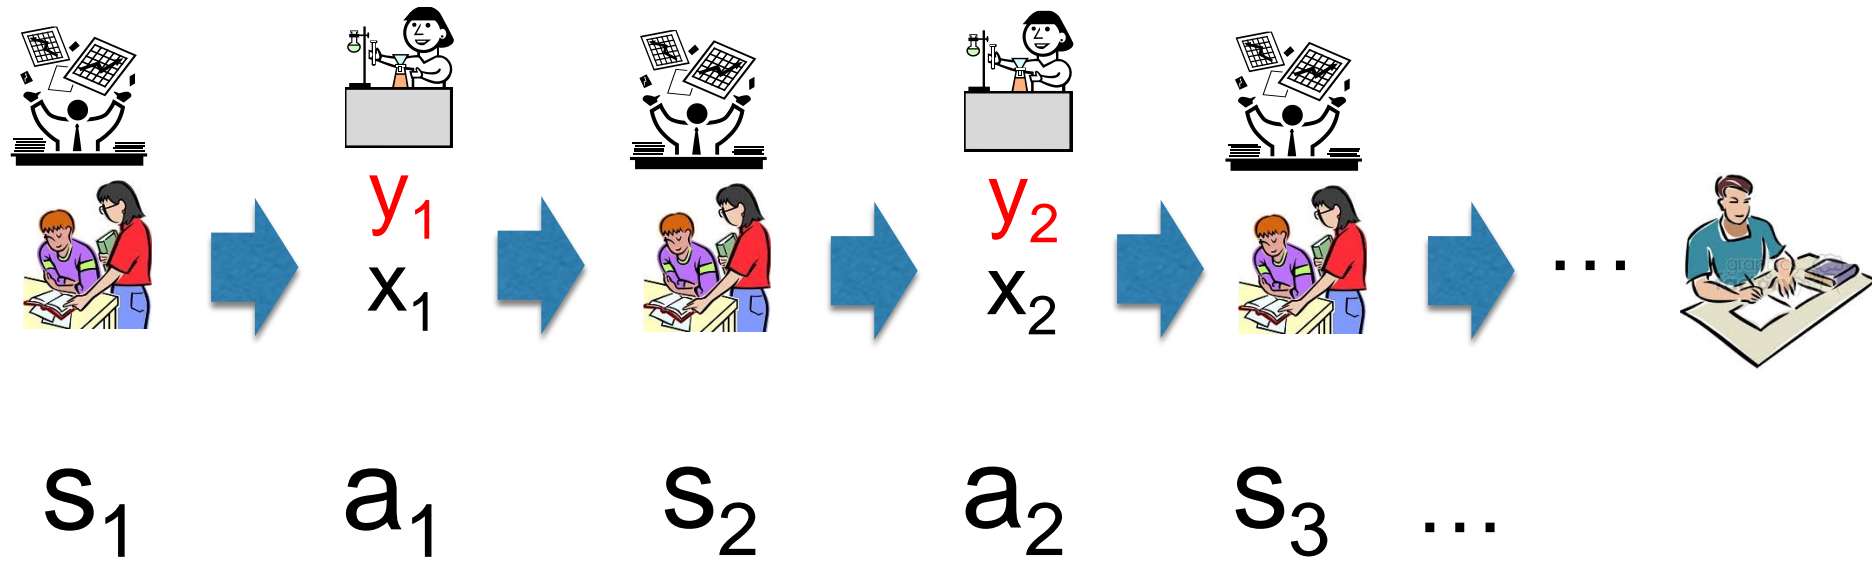 y₁ y₂
x₁ x₂ ...
s₁ a₁ s₂ a₂ s₃ ...